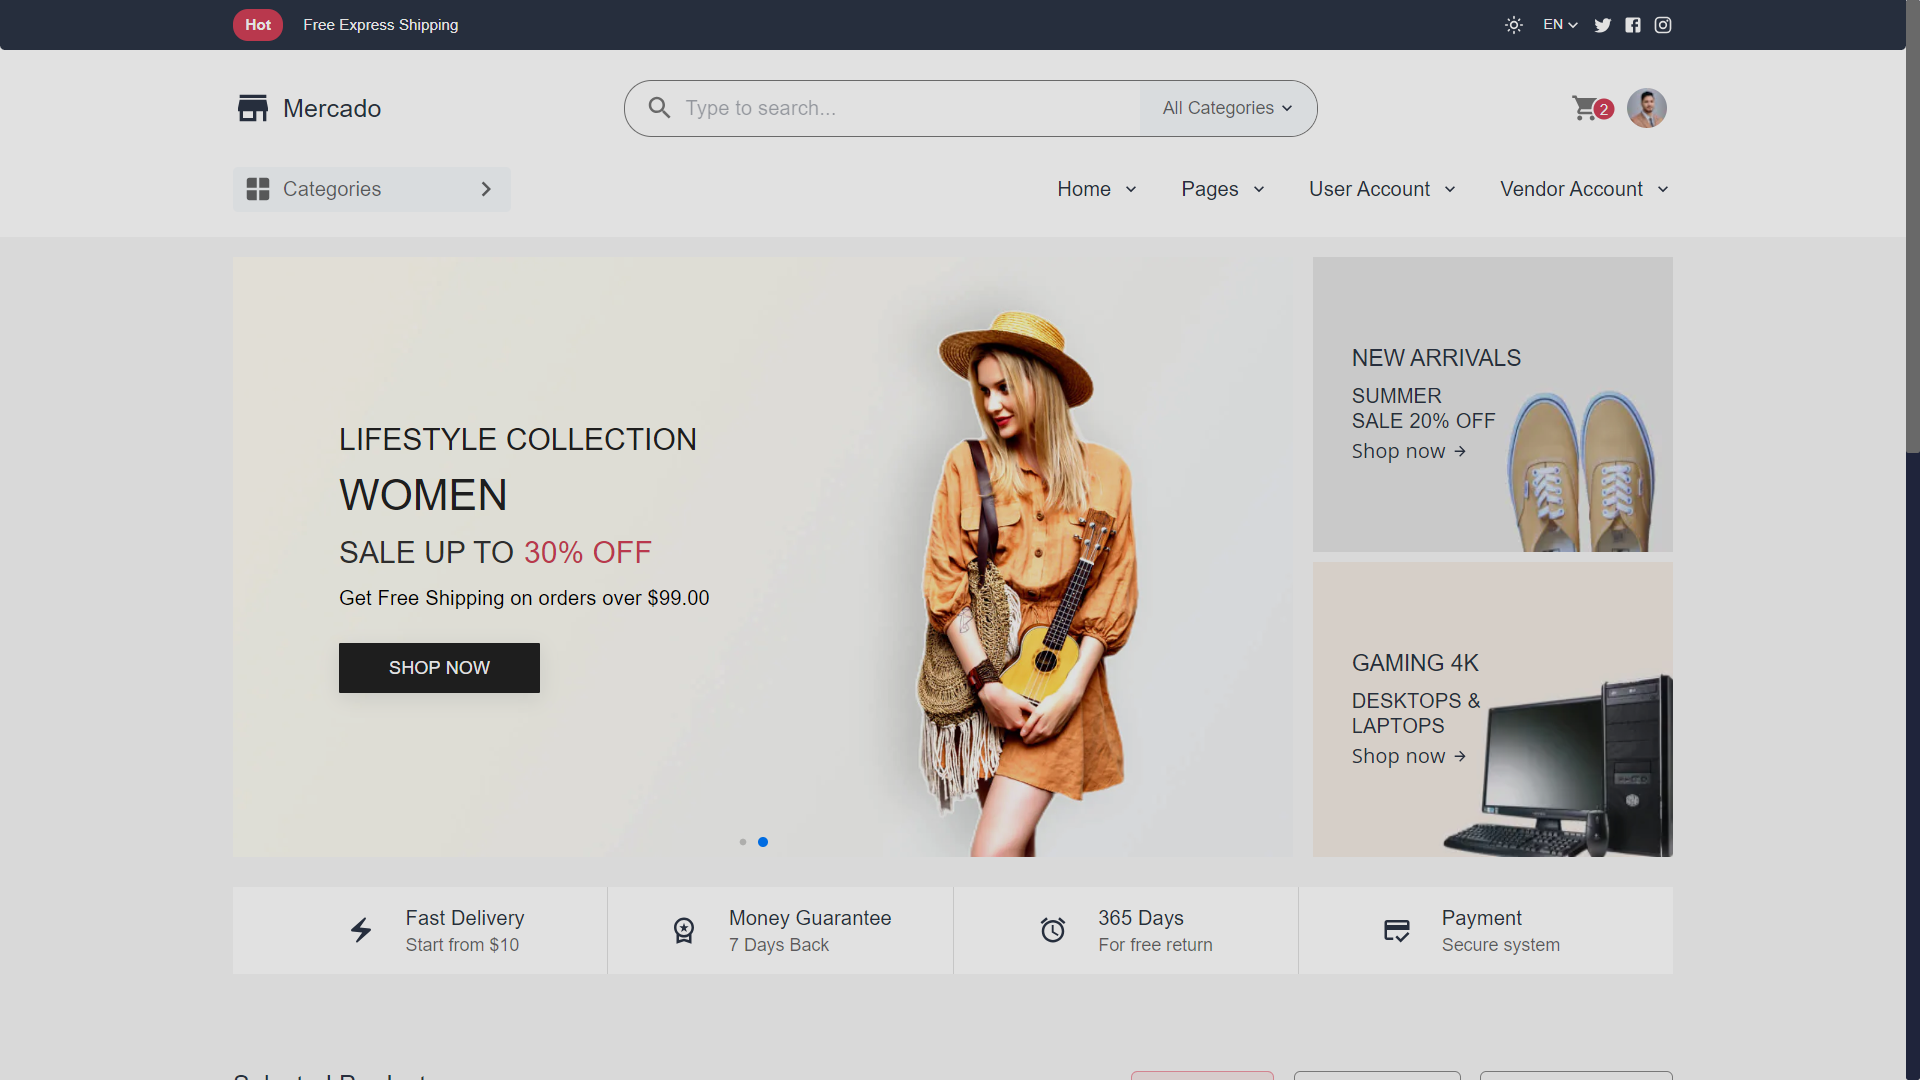 Hot
Free Express Shipping
EN
Mercado
Type to search...
All Categories
2
Categories
Home
Pages
User Account
Vendor Account
LIFESTYLE COLLECTION
WOMEN
SALE UP TO 30% OFF
Get Free Shipping on orders over $99.00
SHOP NOW
NEW ARRIVALS
SUMMER
SALE 20% OFF
Shop now
GAMING 4K
DESKTOPS &
LAPTOPS
Shop now
Fast Delivery
Start from $10
Money Guarantee
7 Days Back
365 Days
For free return
Payment
Secure system